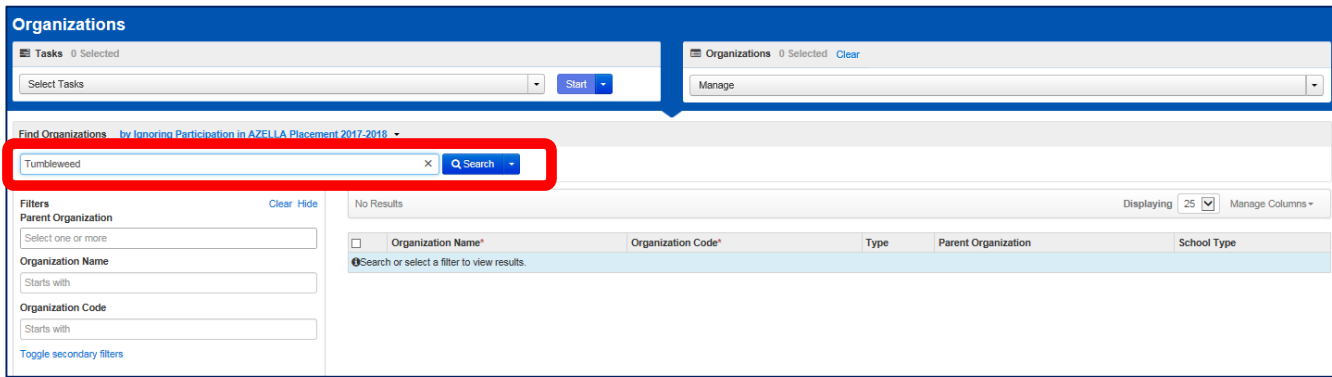 Organizations
Tasks 0 Selected
Select Tasks
Start
Organizations 0 Selected Clear
Manage
Find Organizations by Ignoring Participation in AZELLA Placement 2017-2018
Tumbleweed
Search
Filters Clear Hide
Parent Organization
Select one or more
Organization Name
Starts with
Organization Code
Starts with
Toggle secondary filters
No Results Displaying 25 Manage Columns
Organization Name* Organization Code* Type Parent Organization School Type
Search or select a filter to view results.